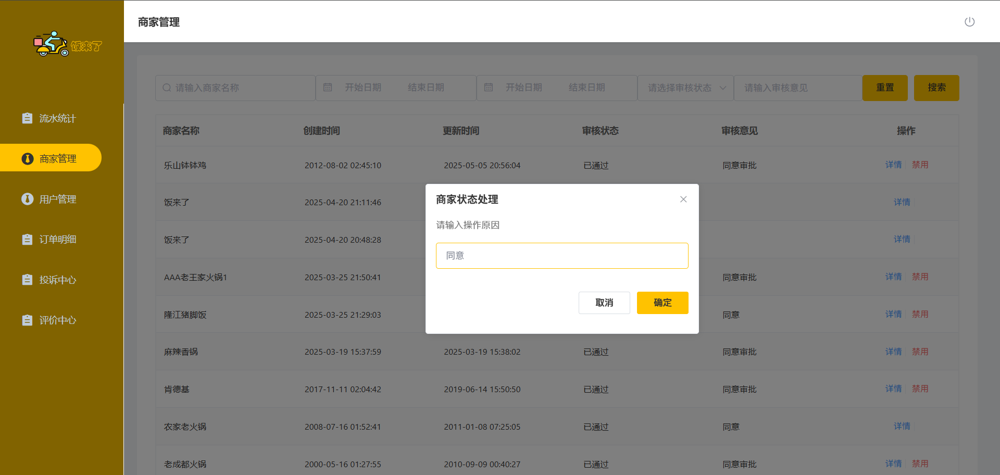 饭来了
商家管理
流水统计
商家管理
用户管理
订单明细
投诉中心
评价中心
请输入商家名称 开始日期 结束日期 开始日期 结束日期 请选择审核状态 请输入审核意见 重置 搜索
商家名称 创建时间 更新时间 审核状态 审核意见 操作
乐山钵钵鸡 2012-08-02 02:45:10 2025-05-05 20:56:04 已通过 同意审批 详情 禁用
饭来了 2025-04-20 21:11:46 详情
饭来了 2025-04-20 20:48:28 详情
AAA老王家火锅1 2025-03-25 21:50:41 同意审批 详情 禁用
隆江猪脚饭 2025-03-25 21:29:03 同意 详情 禁用
麻辣香锅 2025-03-19 15:37:59 2025-03-19 15:38:02 已通过 同意审批 详情 禁用
肯德基 2017-11-11 02:04:42 2019-06-14 15:50:50 已通过 同意审批 详情 禁用
农家老火锅 2008-07-16 01:52:41 2011-01-08 07:25:05 已通过 同意 详情
老成都火锅 2000-05-16 01:27:55 2010-09-09 00:40:27 已通过 同意审批 详情 禁用
商家状态处理
请输入操作原因
同意
取消 确定